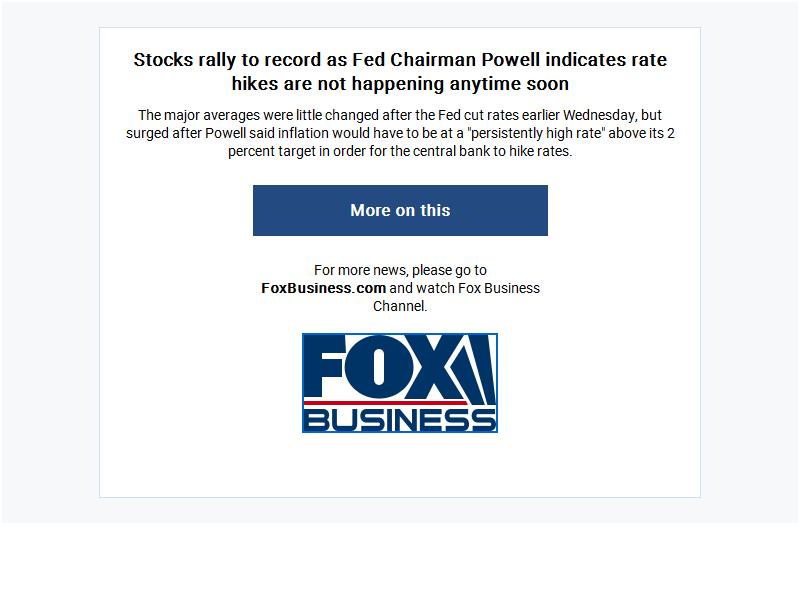 Stocks rally to record as Fed Chairman Powell indicates rate
hikes are not happening anytime soon
The major averages were little changed after the Fed cut rates earlier Wednesday, but
surged after Powell said inflation would have to be at a "persistently high rate" above its 2
percent target in order for the central bank to hike rates.
More on this
For more news, please go to
FoxBusiness.com and watch Fox Business
Channel.
FOX
BUSINESS